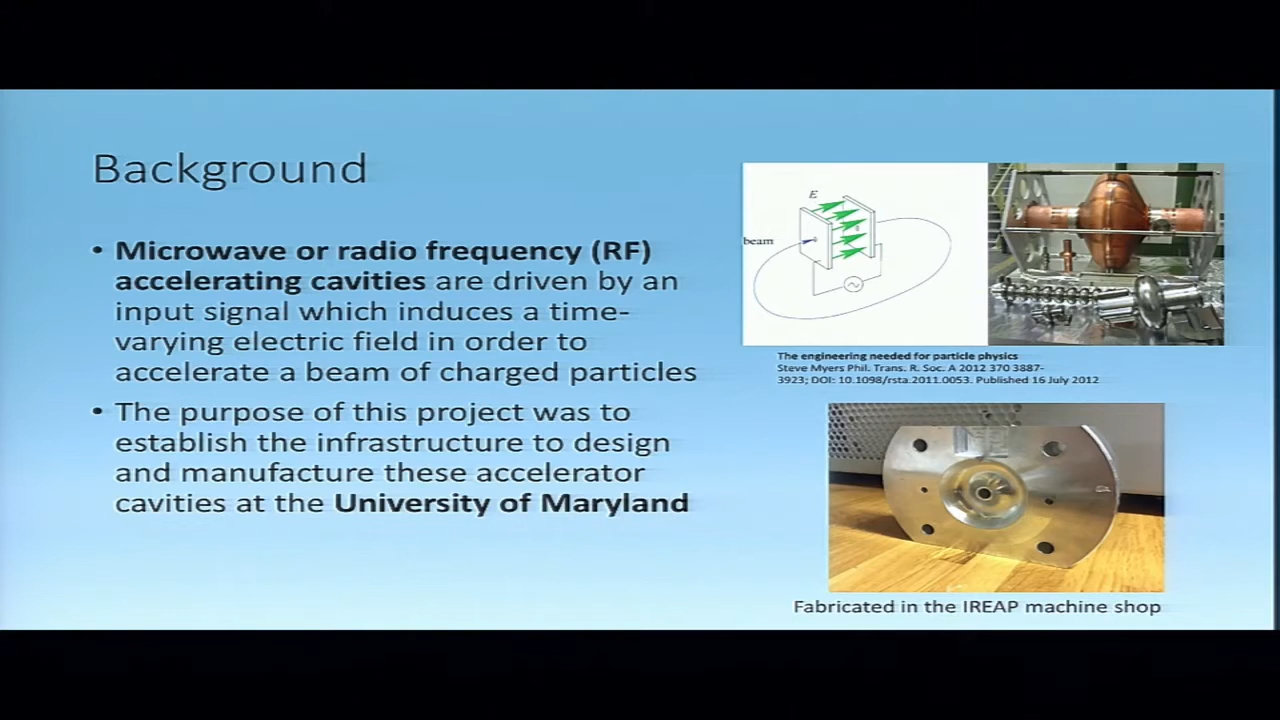 Background
• Microwave or radio frequency (RF)
accelerating cavities are driven by an
input signal which induces a time-
varying electric field in order to
accelerate a beam of charged particles
• The purpose of this project was to
establish the infrastructure to design
and manufacture these accelerator
cavities at the University of Maryland
E
beam
The engineering needed for particle physics
Steve Myers Phil. Trans. R. Soc. A 2012 370 3887-
3923; DOI: 10.1098/rsta.2011.0053. Published 16 July 2012
Fabricated in the IREAP machine shop